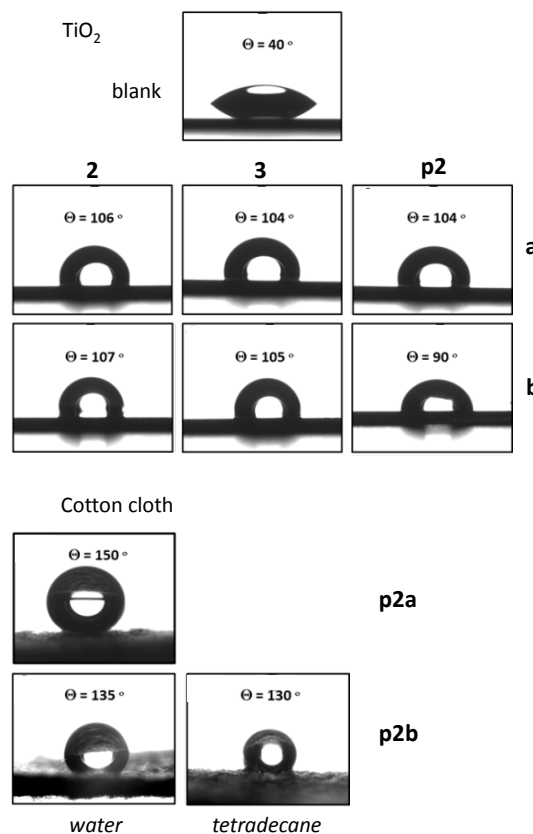 TiO₂
Θ = 40 °
blank
2 3 p2
Θ = 106 ° Θ = 104 ° Θ = 104 ° a
Θ = 107 ° Θ = 105 ° Θ = 90 ° b
Cotton cloth
Θ = 150 °
p2a
Θ = 135 ° Θ = 130 °
p2b
water tetradecane